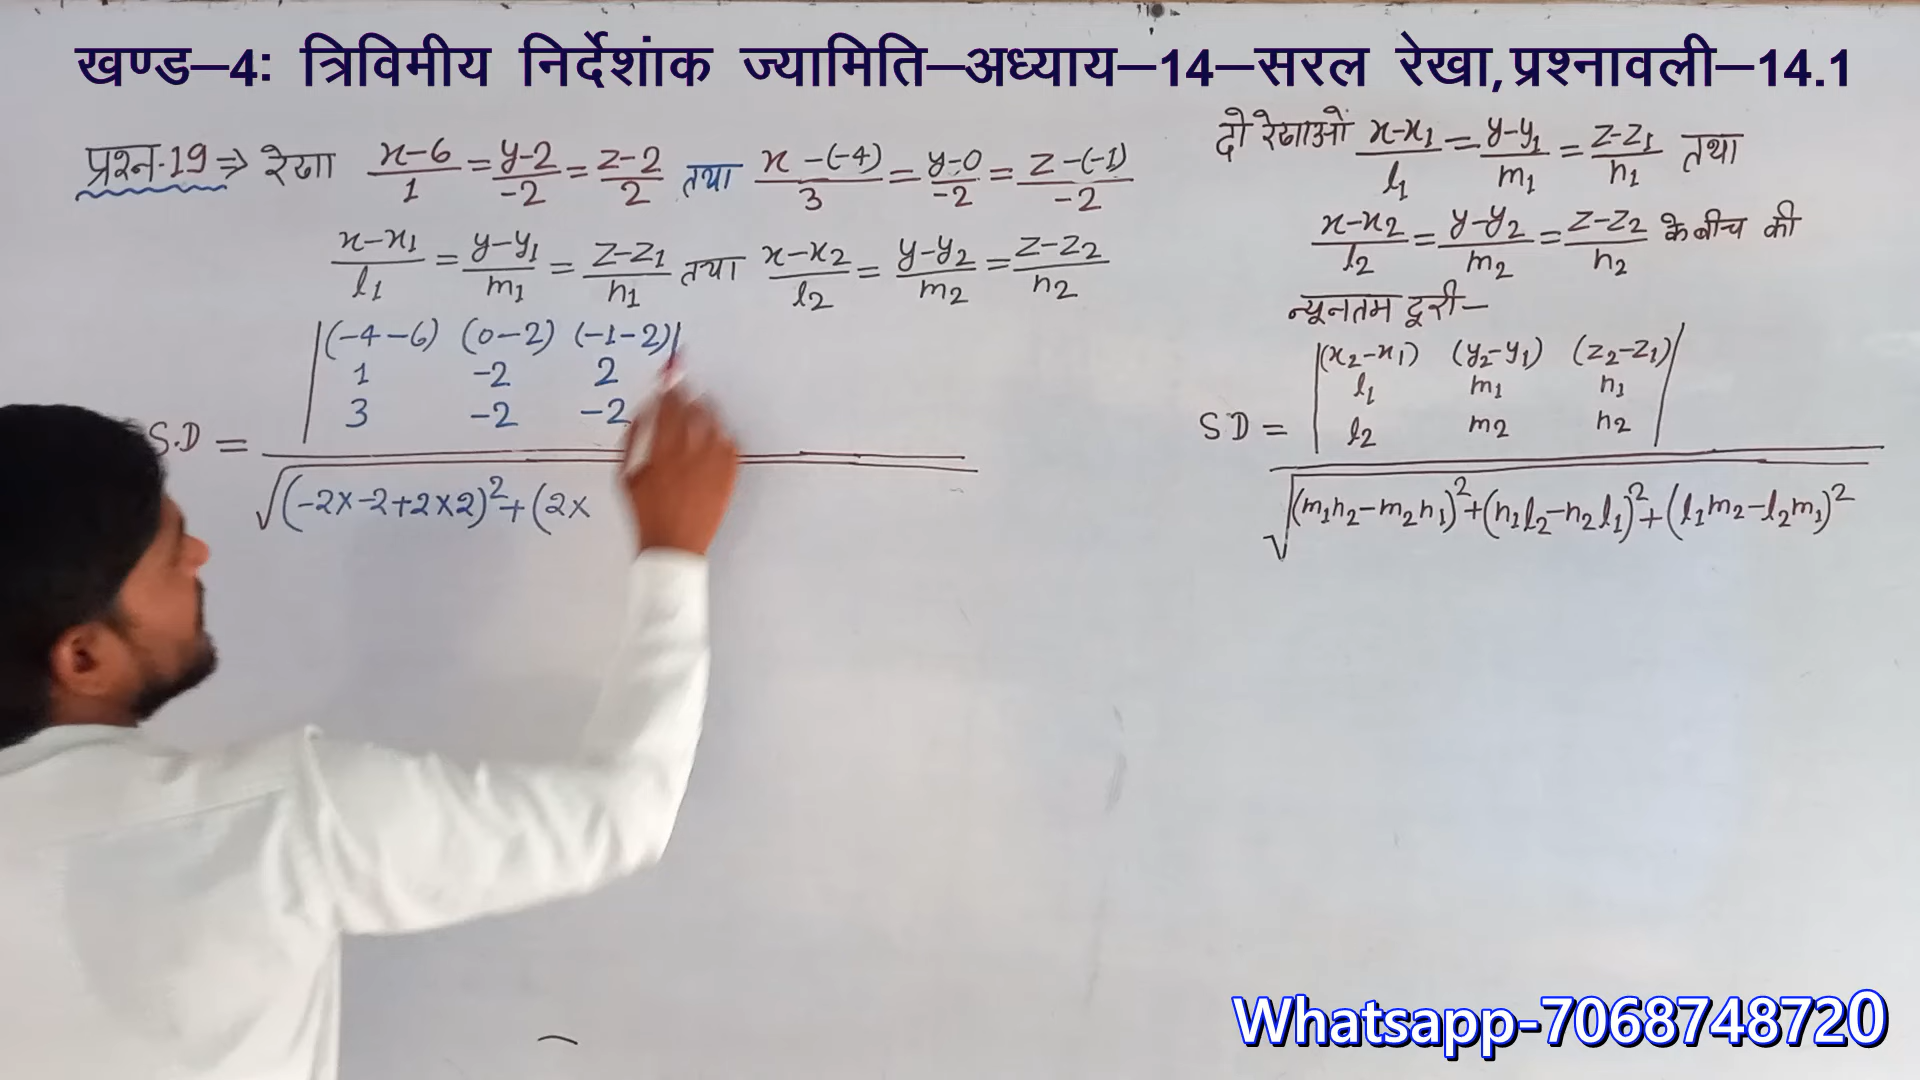 खण्ड–4: त्रिविमीय निर्देशांक ज्यामिति–अध्याय–14–सरल रेखा, प्रश्नावली–14.1
प्रश्न.19 ⇒ रेखा (x-6)/1 = (y-2)/-2 = (z-2)/2 तथा (x-(-4))/3 = (y-0)/-2 = (z-(-1))/-2
(x-x₁)/l₁ = (y-y₁)/m₁ = (z-z₁)/n₁ तथा (x-x₂)/l₂ = (y-y₂)/m₂ = (z-z₂)/n₂
|(-4-6) (0-2) (-1-2)|
1 -2 2
3 -2 -2
S.D =
√(-2x-2+2x2)²+(2x
दो रेखाओं (x-x₁)/l₁ = (y-y₁)/m₁ = (z-z₁)/n₁ तथा
(x-x₂)/l₂ = (y-y₂)/m₂ = (z-z₂)/n₂ के बीच की
न्यूनतम दूरी–
|(x₂-x₁) (y₂-y₁) (z₂-z₁)|
l₁ m₁ n₁
SD = l₂ m₂ n₂
√(m₁n₂-m₂n₁)²+(n₁l₂-n₂l₁)²+(l₁m₂-l₂m₁)²
Whatsapp-7068748720